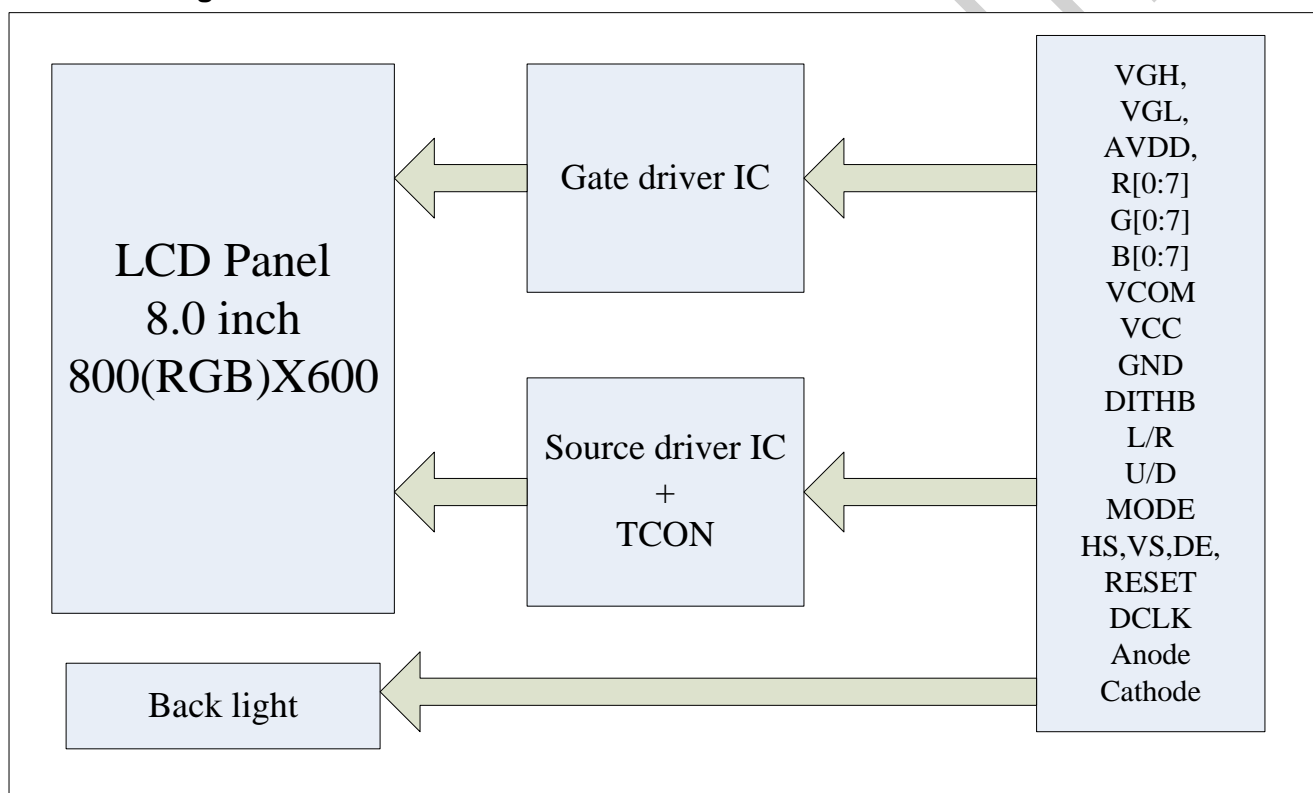 LCD Panel
8.0 inch
800(RGB)X600
Gate driver IC
Source driver IC
+
TCON
Back light
VGH,
VGL,
AVDD,
R[0:7]
G[0:7]
B[0:7]
VCOM
VCC
GND
DITHB
L/R
U/D
MODE
HS,VS,DE,
RESET
DCLK
Anode
Cathode